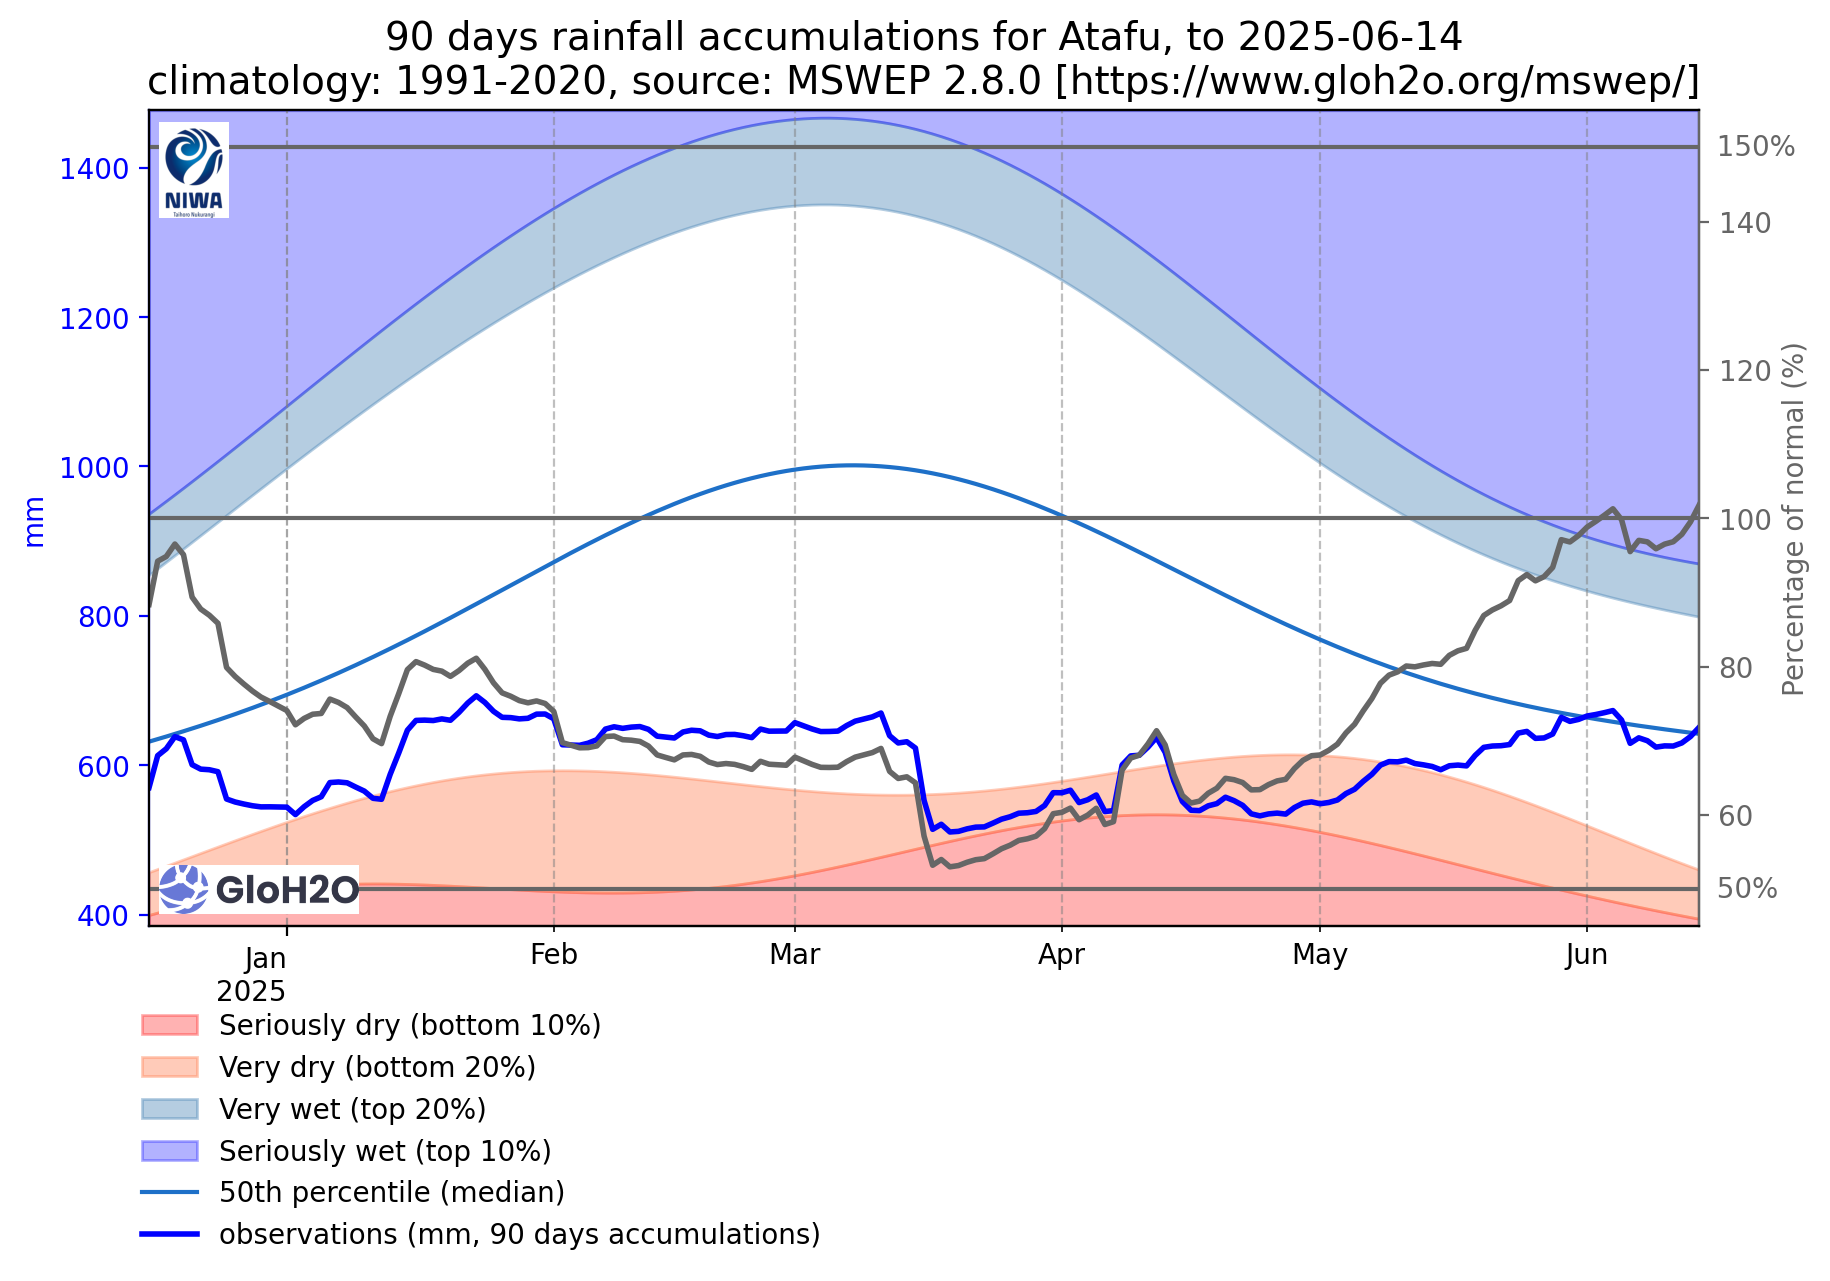 90 days rainfall accumulations for Atafu, to 2025-06-14
climatology: 1991-2020, source: MSWEP 2.8.0 [https://www.gloh2o.org/mswep/]
NIWA
Taihoro Nukurangi
1400
1200
1000
800
600
400
mm
150%
140
120
100
80
60
50%
Percentage of normal (%)
GloH2O
Jan
2025
Feb
Mar
Apr
May
Jun
Seriously dry (bottom 10%)
Very dry (bottom 20%)
Very wet (top 20%)
Seriously wet (top 10%)
50th percentile (median)
observations (mm, 90 days accumulations)